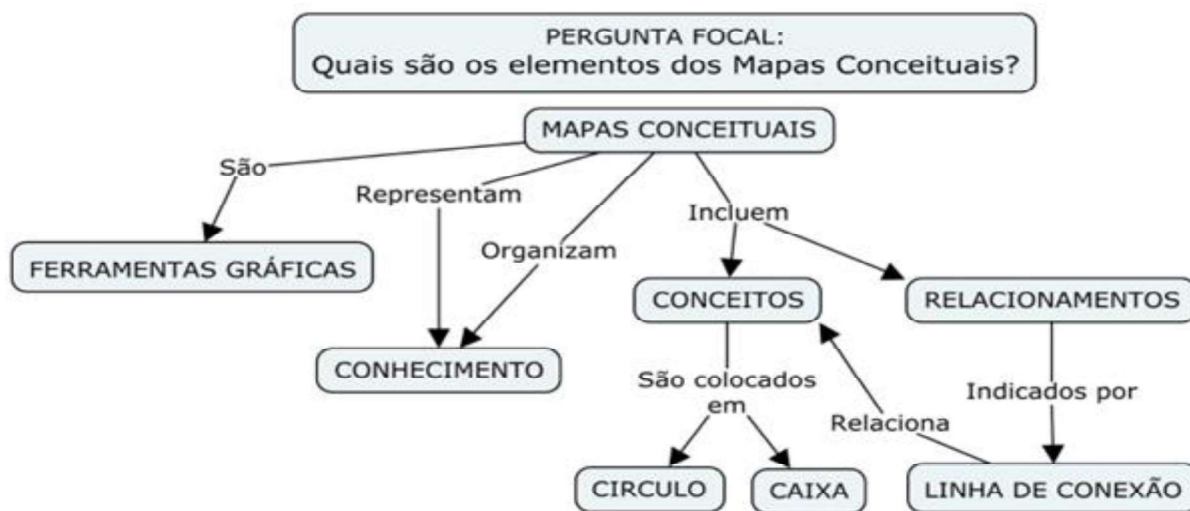 PERGUNTA FOCAL:
Quais são os elementos dos Mapas Conceituais?
MAPAS CONCEITUAIS
São
Representam
Incluem
Organizam
FERRAMENTAS GRÁFICAS
CONCEITOS
RELACIONAMENTOS
CONHECIMENTO
São colocados
em
Indicados por
Relaciona
CIRCULO
CAIXA
LINHA DE CONEXÃO